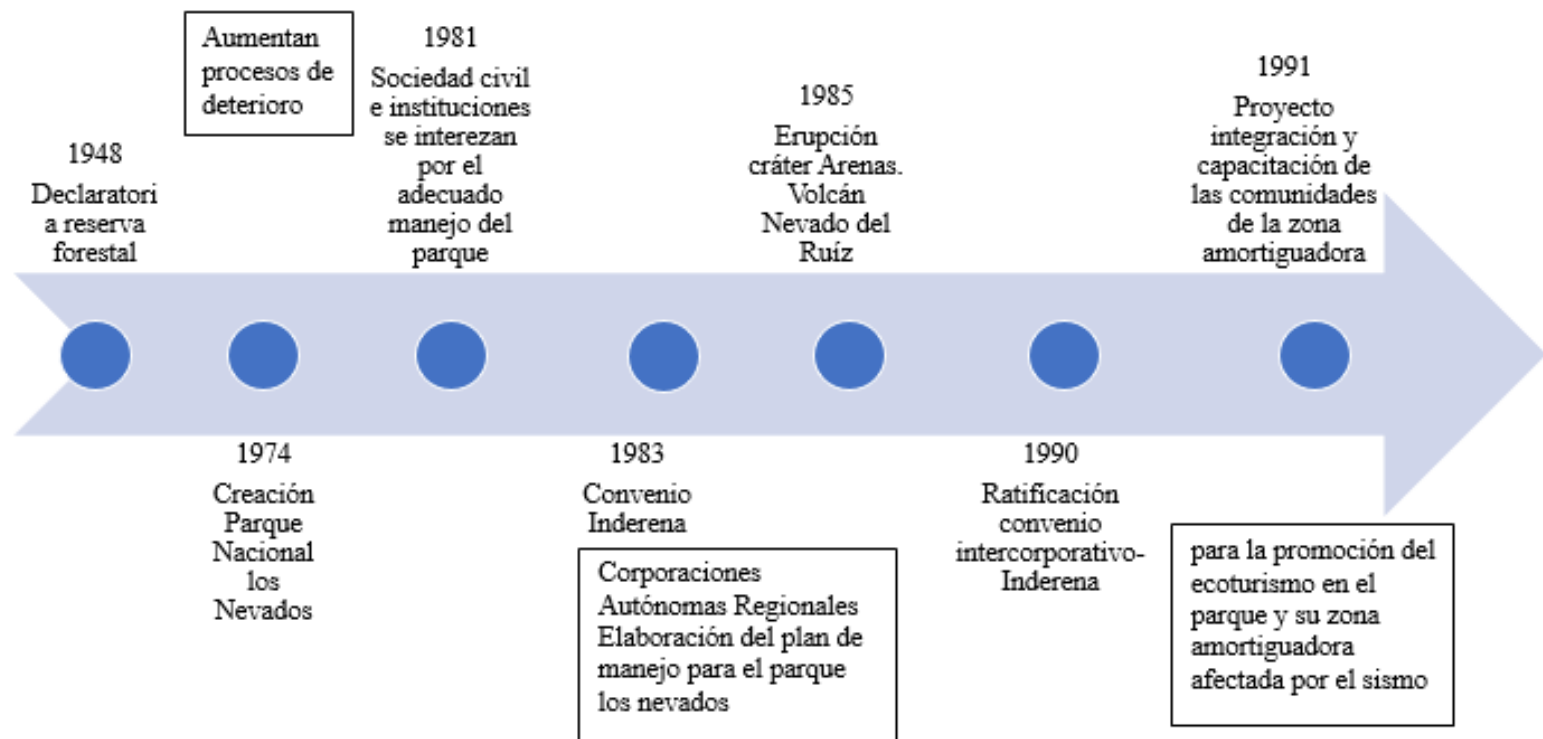 1948
Declaratori
a reserva
forestal
Aumentan
procesos de
deterioro
1974
Creación
Parque
Nacional
los
Nevados
1981
Sociedad civil
e instituciones
se interezan
por el
adecuado
manejo del
parque
1983
Convenio
Inderena
Corporaciones
Autónomas Regionales
Elaboración del plan de
manejo para el parque
los nevados
1985
Erupción
cráter Arenas.
Volcán
Nevado del
Ruíz
1990
Ratificación
convenio
intercorporativo-
Inderena
1991
Proyecto
integración y
capacitación de
las comunidades
de la zona
amortiguadora
para la promoción del
ecoturismo en el
parque y su zona
amortiguadora
afectada por el sismo